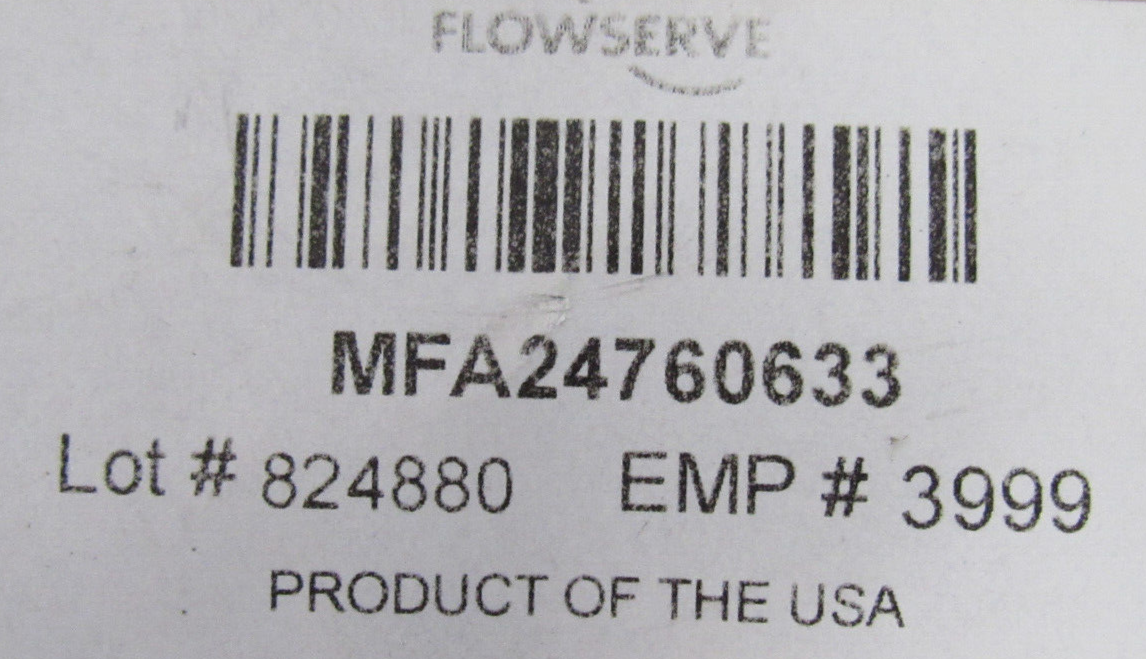 FLOWSERVE
MFA24760633
Lot # 824880 EMP # 3999
PRODUCT OF THE USA